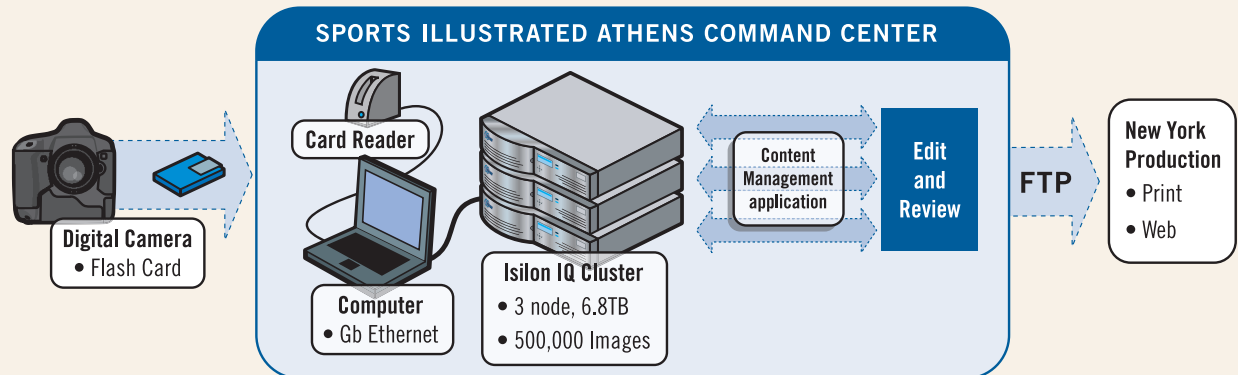 SPORTS ILLUSTRATED ATHENS COMMAND CENTER
Digital Camera
• Flash Card
Card Reader
Computer
• Gb Ethernet
Isilon IQ Cluster
• 3 node, 6.8TB
• 500,000 Images
Content
Management
application
Edit
and
Review
FTP
New York
Production
• Print
• Web